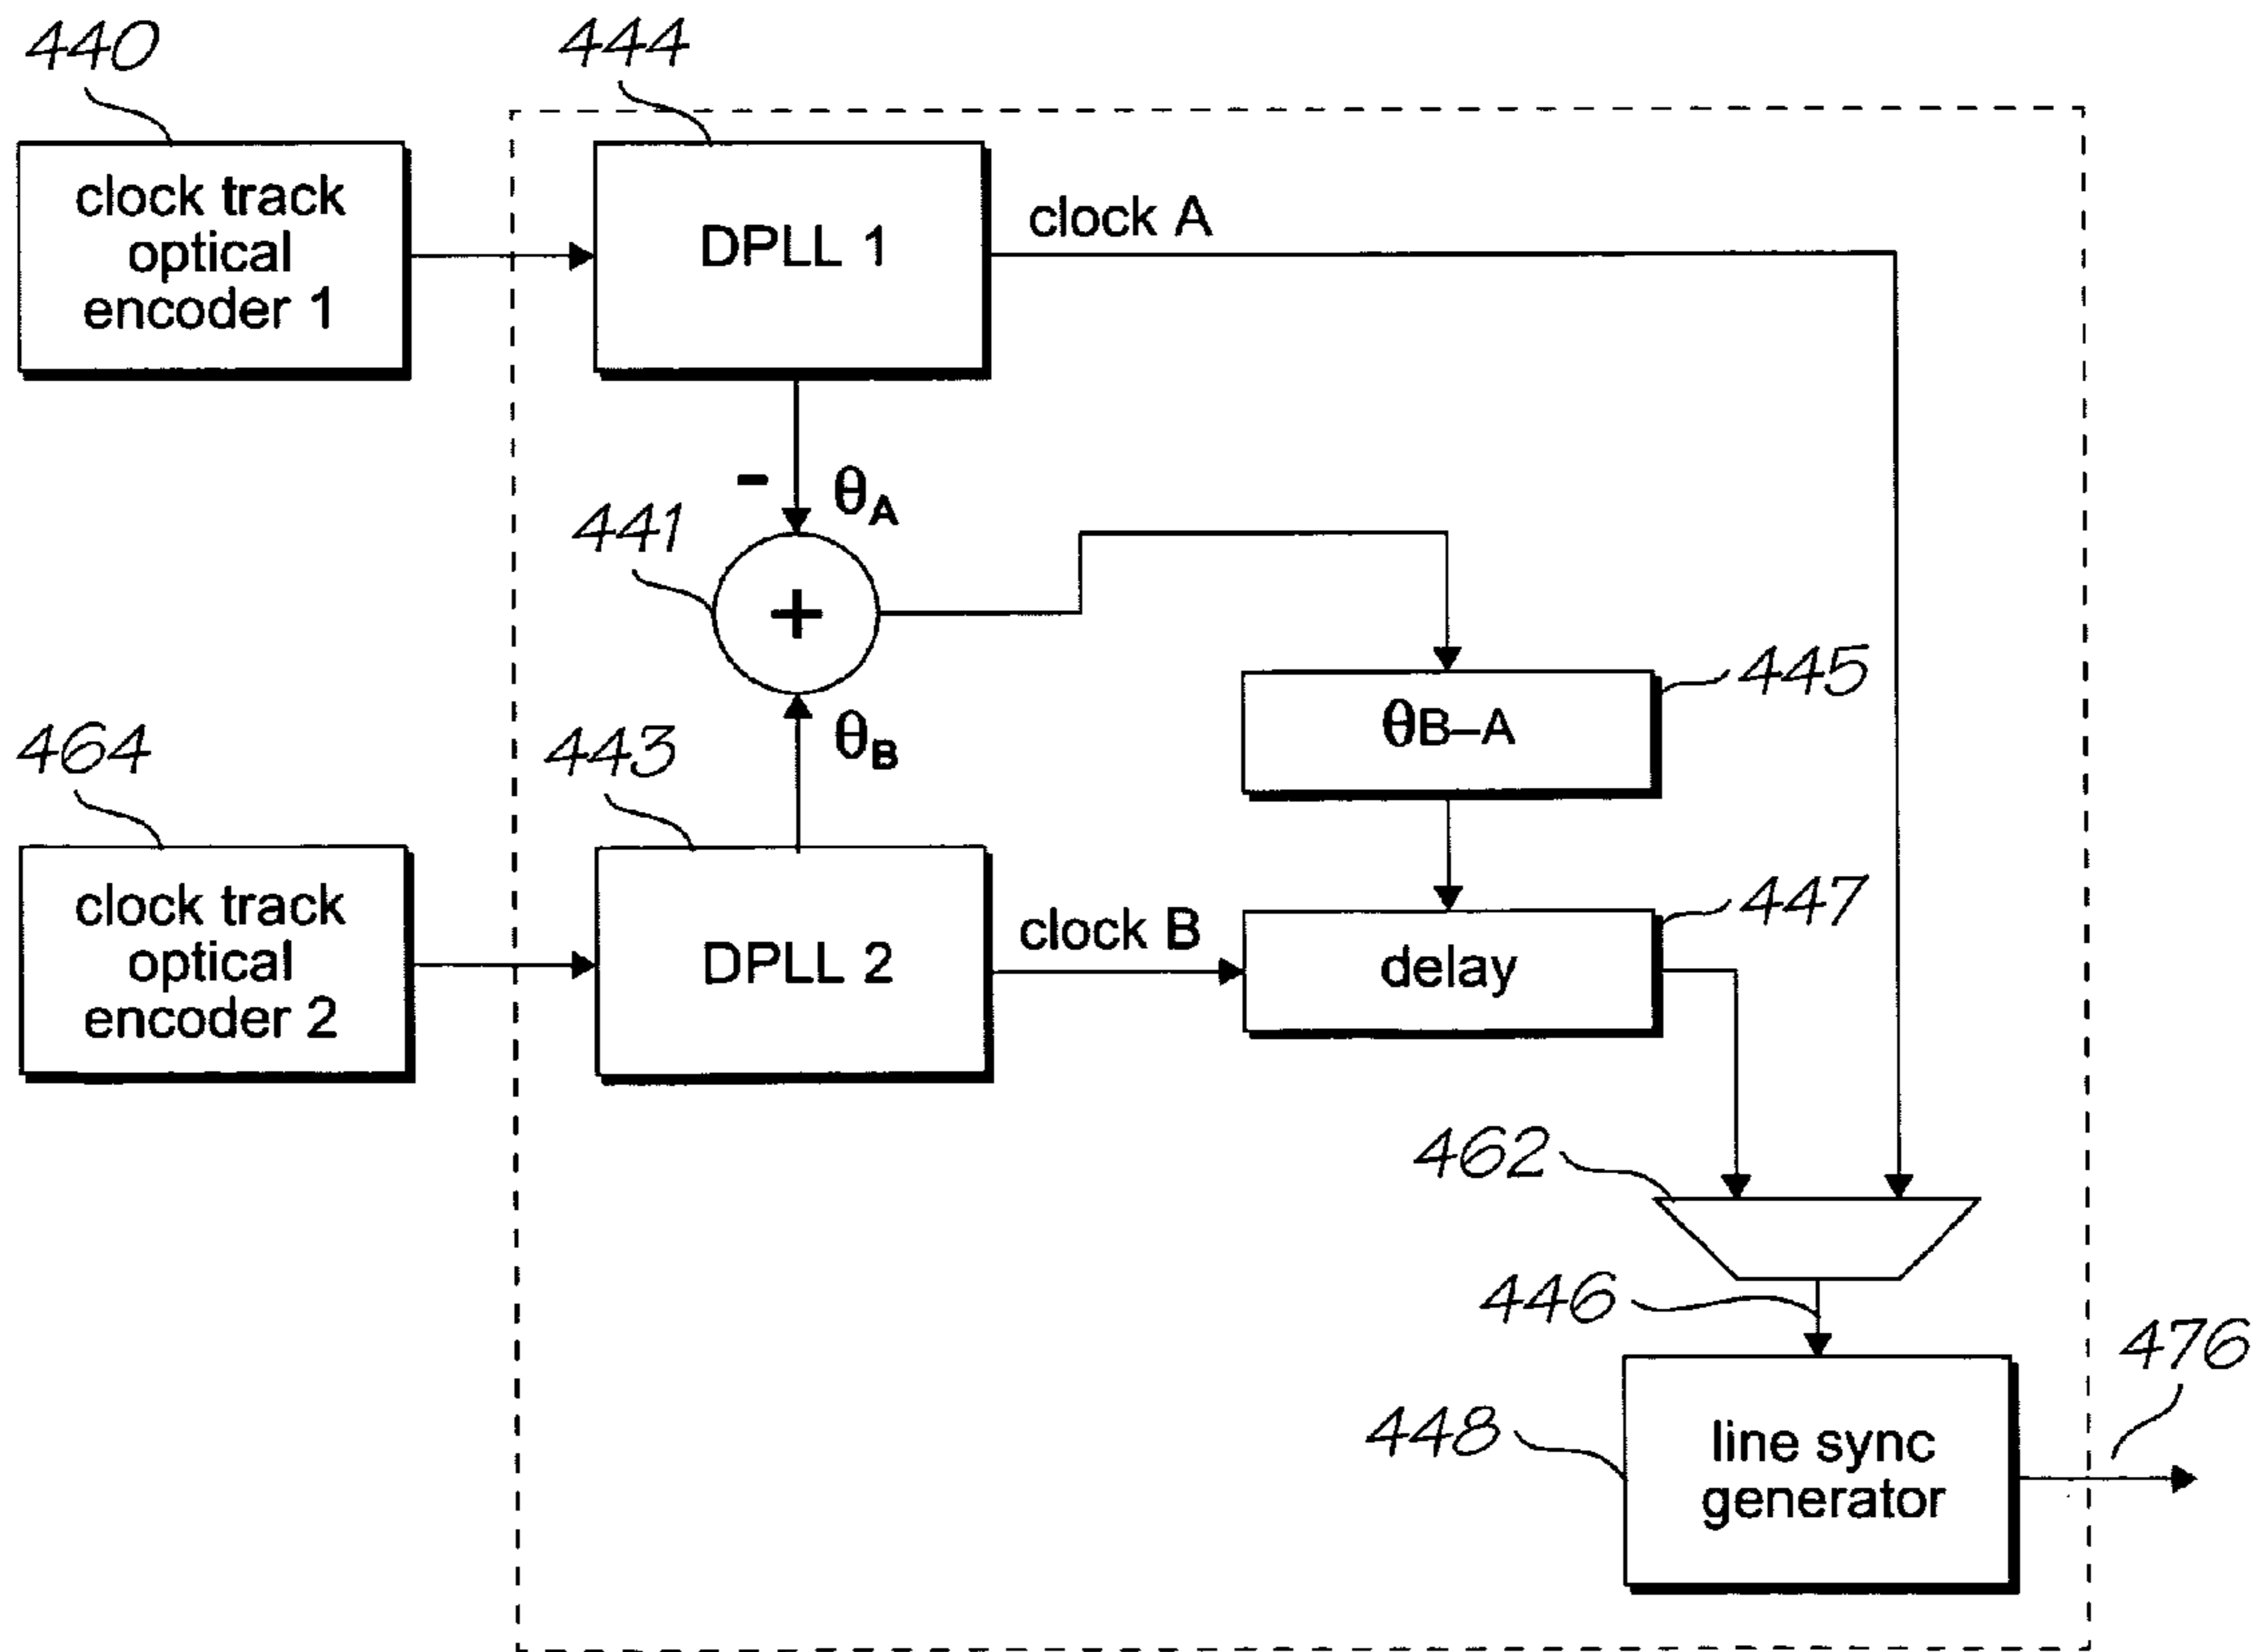 440
444
clock track
optical
encoder 1
DPLL 1
clock A
-
θA
441
+
445
θB–A
464
443
θB
clock track
optical
encoder 2
DPLL 2
clock B
447
delay
462
446
476
448
line sync
generator